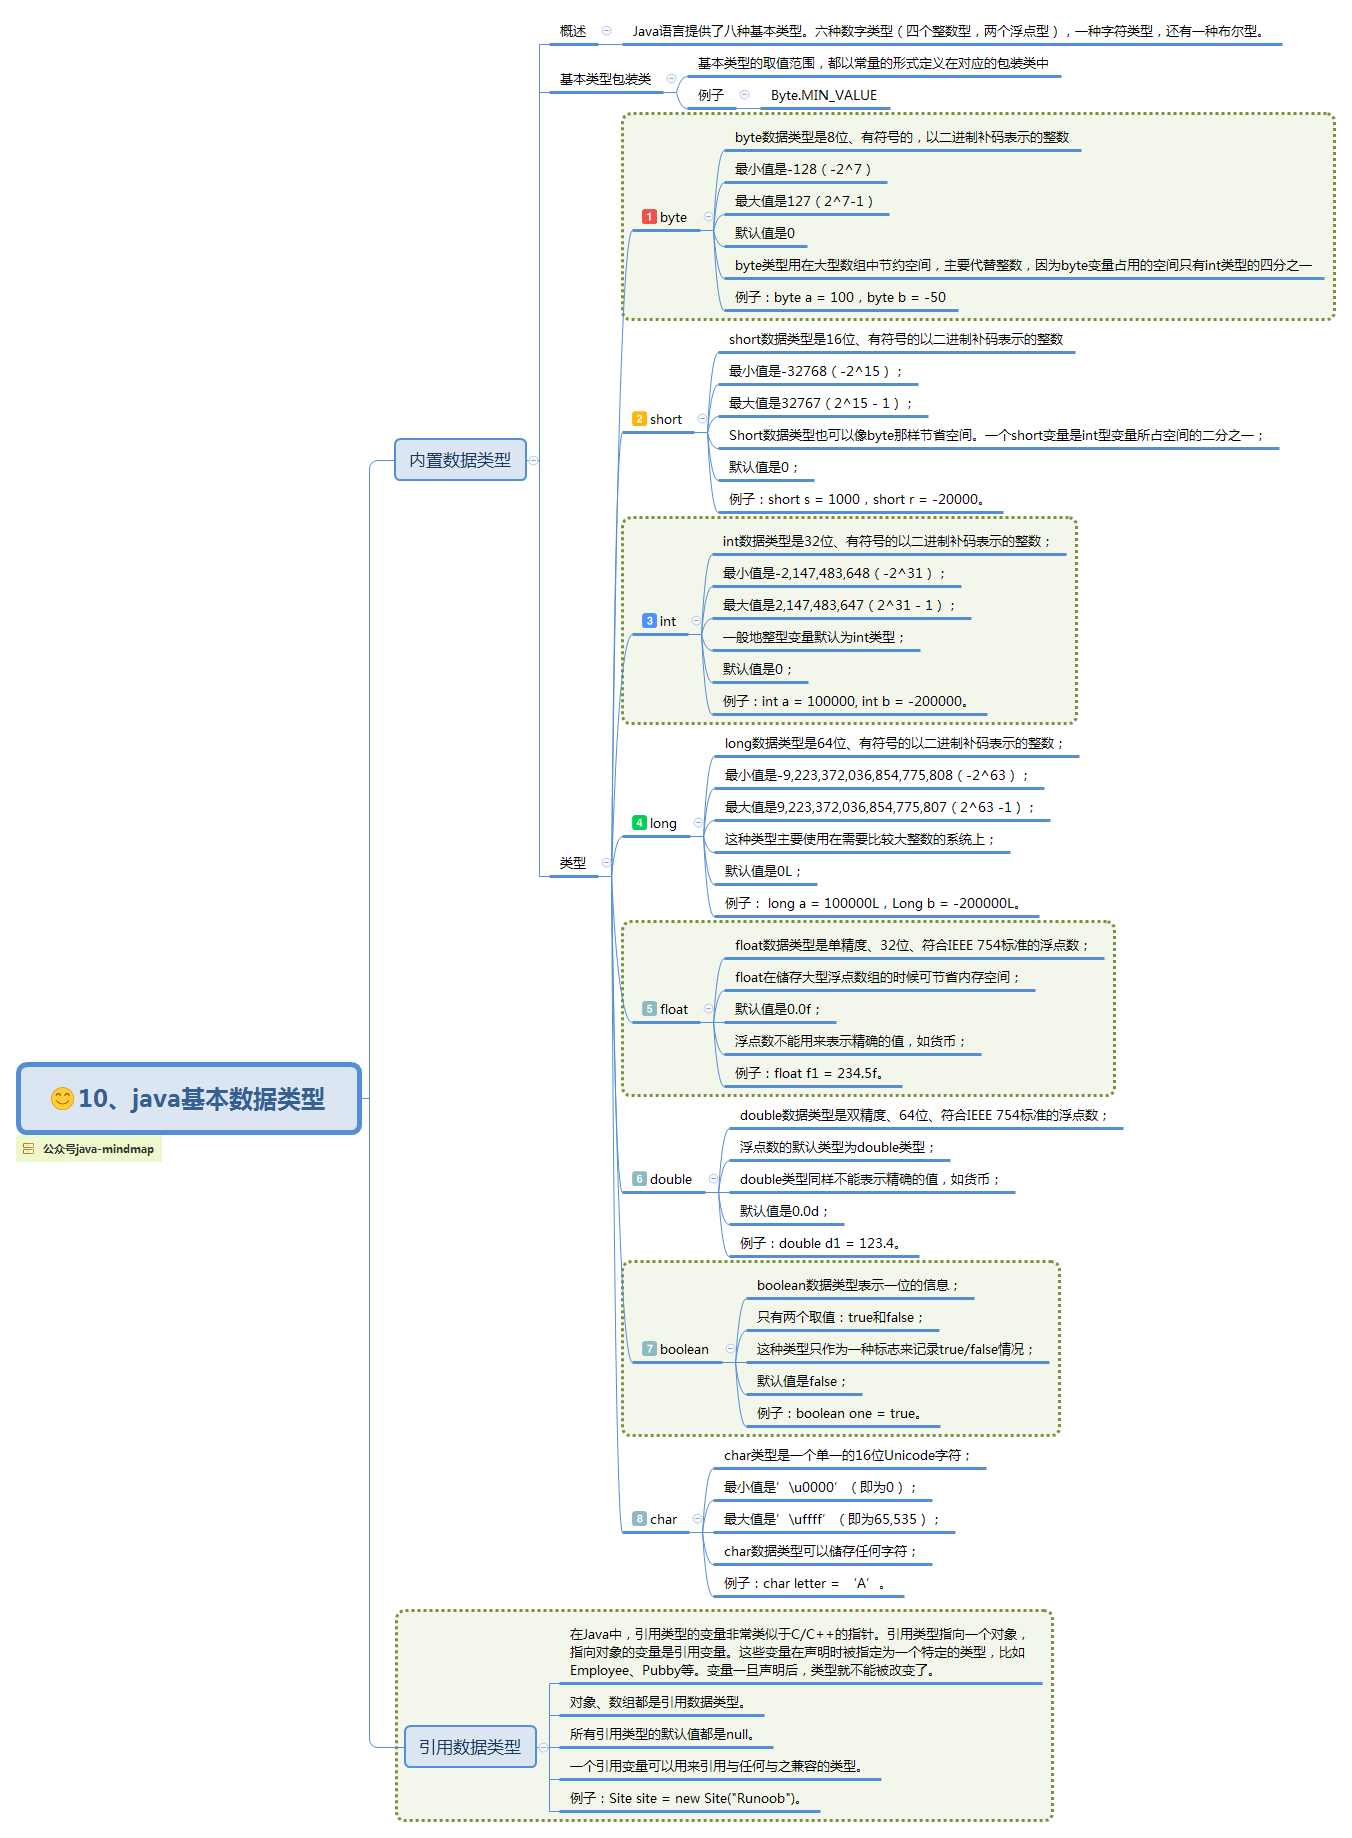 概述
Java语言提供了八种基本类型。六种数字类型（四个整数型，两个浮点型），一种字符类型，还有一种布尔型。
基本类型包装类
基本类型的取值范围，都以常量的形式定义在对应的包装类中
例子
Byte.MIN_VALUE
1 byte
byte数据类型是8位、有符号的，以二进制补码表示的整数
最小值是-128（-2^7）
最大值是127（2^7-1）
默认值是0
byte类型用在大型数组中节约空间，主要代替整数，因为byte变量占用的空间只有int类型的四分之一
例子：byte a = 100，byte b = -50
2 short
short数据类型是16位、有符号的以二进制补码表示的整数
最小值是-32768（-2^15）；
最大值是32767（2^15 - 1）；
Short数据类型也可以像byte那样节省空间。一个short变量是int型变量所占空间的二分之一；
默认值是0；
例子：short s = 1000，short r = -20000。
内置数据类型
3 int
int数据类型是32位、有符号的以二进制补码表示的整数；
最小值是-2,147,483,648（-2^31）；
最大值是2,147,483,647（2^31 - 1）；
一般地整型变量默认为int类型；
默认值是0；
例子：int a = 100000, int b = -200000。
4 long
long数据类型是64位、有符号的以二进制补码表示的整数；
最小值是-9,223,372,036,854,775,808（-2^63）；
最大值是9,223,372,036,854,775,807（2^63 -1）；
这种类型主要使用在需要比较大整数的系统上；
默认值是0L；
例子： long a = 100000L，Long b = -200000L。
类型
5 float
float数据类型是单精度、32位、符合IEEE 754标准的浮点数；
float在储存大型浮点数组的时候可节省内存空间；
默认值是0.0f；
浮点数不能用来表示精确的值，如货币；
例子：float f1 = 234.5f。
10、java基本数据类型
公众号java-mindmap
6 double
double数据类型是双精度、64位、符合IEEE 754标准的浮点数；
浮点数的默认类型为double类型；
double类型同样不能表示精确的值，如货币；
默认值是0.0d；
例子：double d1 = 123.4。
7 boolean
boolean数据类型表示一位的信息；
只有两个取值：true和false；
这种类型只作为一种标志来记录true/false情况；
默认值是false；
例子：boolean one = true。
8 char
char类型是一个单一的16位Unicode字符；
最小值是’\u0000’（即为0）；
最大值是’\uffff’（即为65,535）；
char数据类型可以储存任何字符；
例子：char letter = ‘A’。
引用数据类型
在Java中，引用类型的变量非常类似于C/C++的指针。引用类型指向一个对象，
指向对象的变量是引用变量。这些变量在声明时被指定为一个特定的类型，比如
Employee、Pubby等。变量一旦声明后，类型就不能被改变了。
对象、数组都是引用数据类型。
所有引用类型的默认值都是null。
一个引用变量可以用来引用与任何与之兼容的类型。
例子：Site site = new Site("Runoob")。